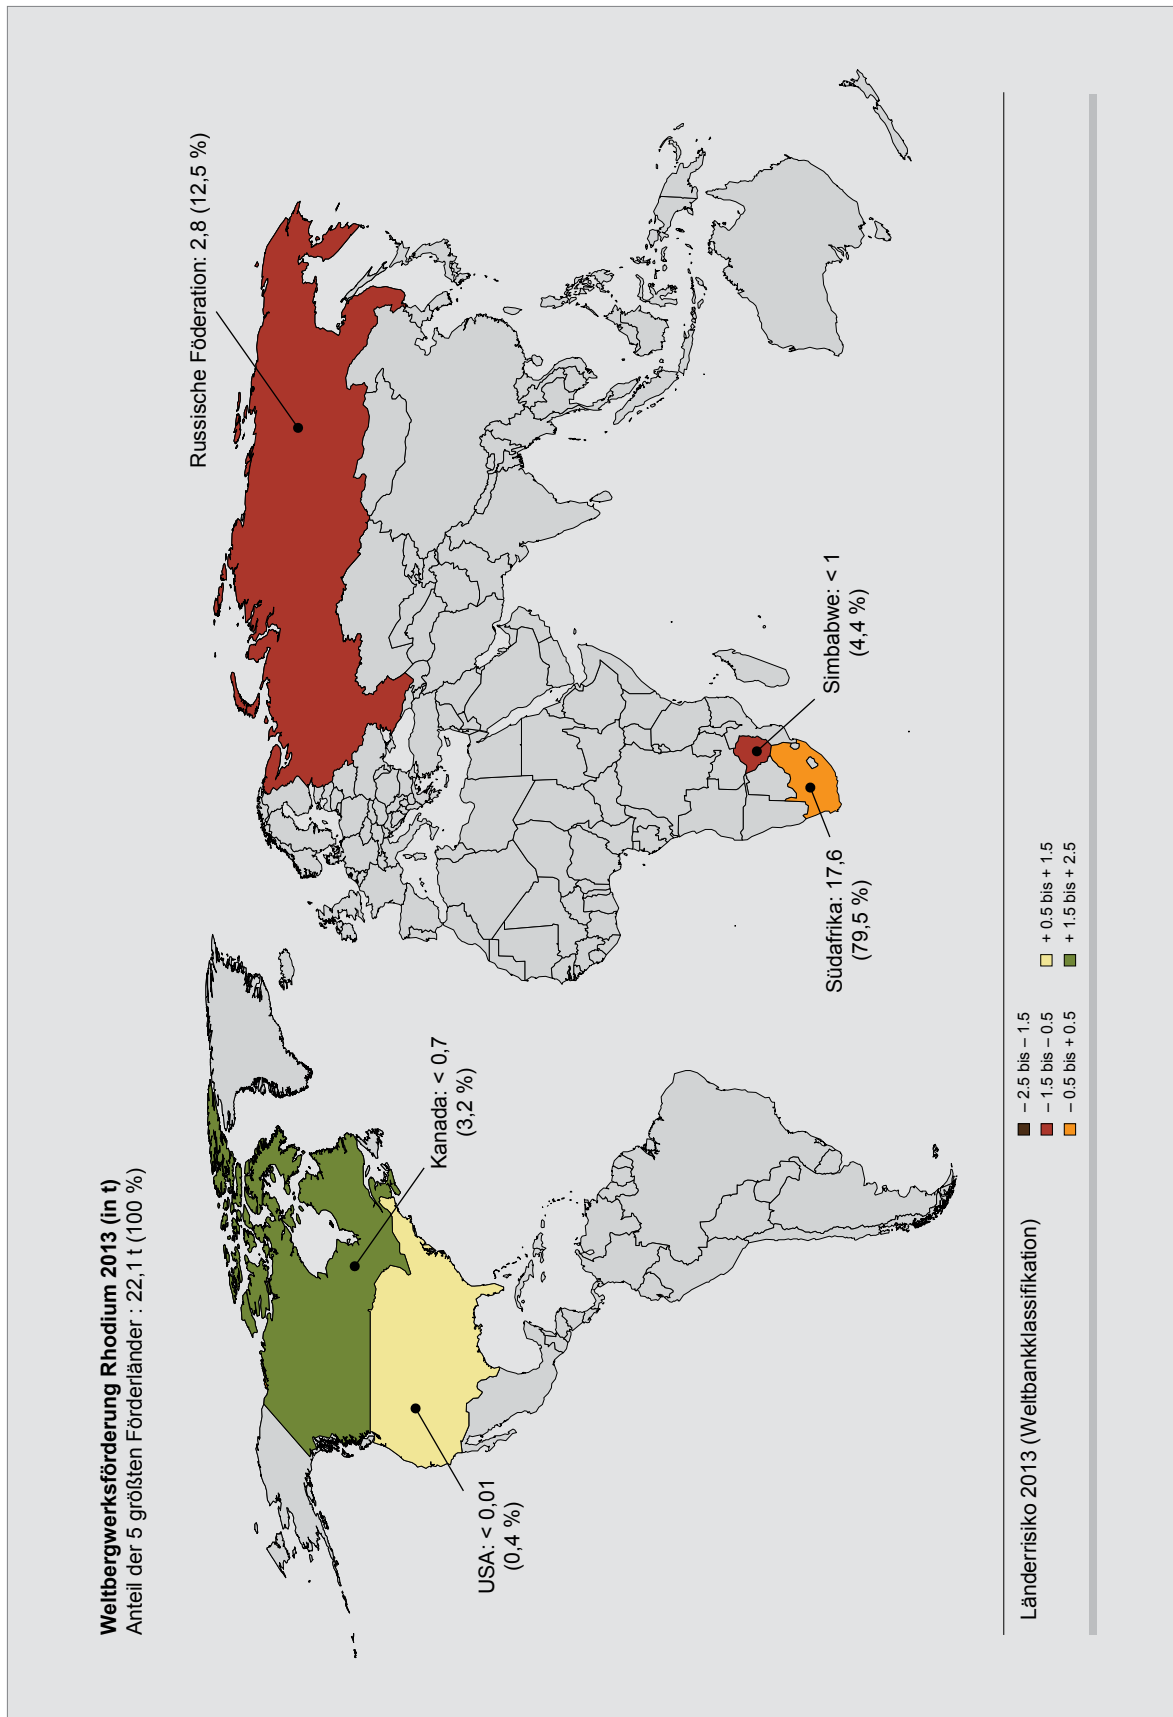 Weltbergwerksförderung Rhodium 2013 (in t)
Anteil der 5 größten Förderländer : 22,1 t (100 %)
Russische Föderation: 2,8 (12,5 %)
Kanada: < 0,7
(3,2 %)
USA: < 0,01
(0,4 %)
Simbabwe: < 1
(4,4 %)
Südafrika: 17,6
(79,5 %)
Länderrisiko 2013 (Weltbankklassifikation)
– 2.5 bis – 1.5
– 1.5 bis – 0.5
– 0.5 bis + 0.5
+ 0.5 bis + 1.5
+ 1.5 bis + 2.5